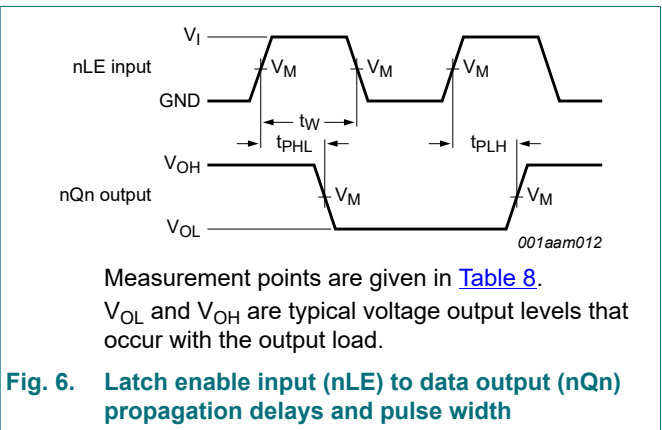 V_I
nLE input
V_M V_M V_M
GND
t_W
t_PHL t_PLH
V_OH
nQn output
V_M V_M
V_OL
001aam012
Measurement points are given in Table 8.
V_OL and V_OH are typical voltage output levels that
occur with the output load.
Fig. 6. Latch enable input (nLE) to data output (nQn)
propagation delays and pulse width